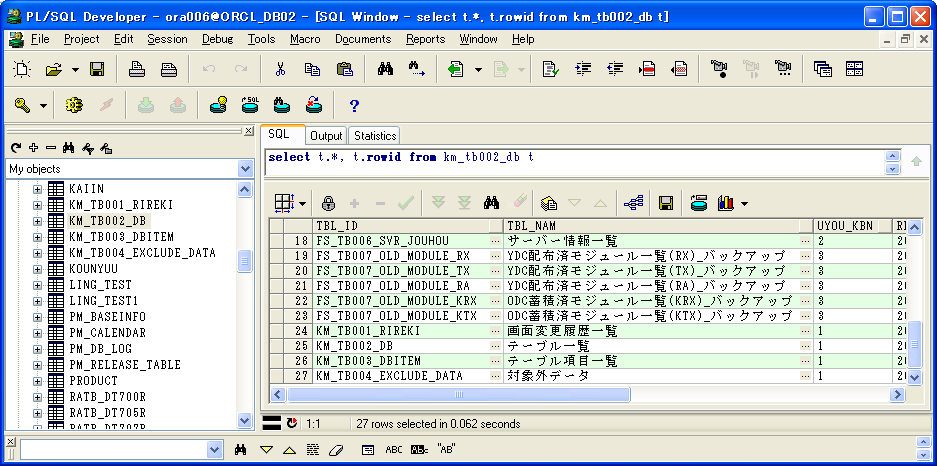 PL/SQL Developer - ora006@ORCL_DB02 - [SQL Window - select t.*, t.rowid from km_tb002_db t]
File Project Edit Session Debug Tools Macro Documents Reports Window Help
SQL
?
SQL Output Statistics
select t.*, t.rowid from km_tb002_db t
My objects
KAIIN
KM_TB001_RIREKI
KM_TB002_DB
KM_TB003_DBITEM
KM_TB004_EXCLUDE_DATA
KOUNYUU
LING_TEST
LING_TEST1
PM_BASEINFO
PM_CALENDAR
PM_DB_LOG
PM_RELEASE_TABLE
PRODUCT
RATB_DT700R
RATB_DT705R
RATB_DT707R
TBL_ID TBL_NAM UYOU_KBN
18 FS_TB006_SVR_JOUHOU ... サーバー情報一覧 ... 2
19 FS_TB007_OLD_MODULE_RX ... YDC配布済モジュール一覧(RX)_バックアップ ... 3
20 FS_TB007_OLD_MODULE_TX ... YDC配布済モジュール一覧(TX)_バックアップ ... 3
21 FS_TB007_OLD_MODULE_RA ... YDC配布済モジュール一覧(RA)_バックアップ ... 3
22 FS_TB007_OLD_MODULE_KRX ... ODC蓄積済モジュール一覧(KRX)_バックアップ ... 3
23 FS_TB007_OLD_MODULE_KTX ... ODC蓄積済モジュール一覧(KTX)_バックアップ ... 3
24 KM_TB001_RIREKI ... 画面変更履歴一覧 ... 1
25 KM_TB002_DB ... テーブル一覧 ... 1
26 KM_TB003_DBITEM ... テーブル項目一覧 ... 1
27 KM_TB004_EXCLUDE_DATA ... 対象外データ ... 1
1:1 27 rows selected in 0.062 seconds
ABC "AB"